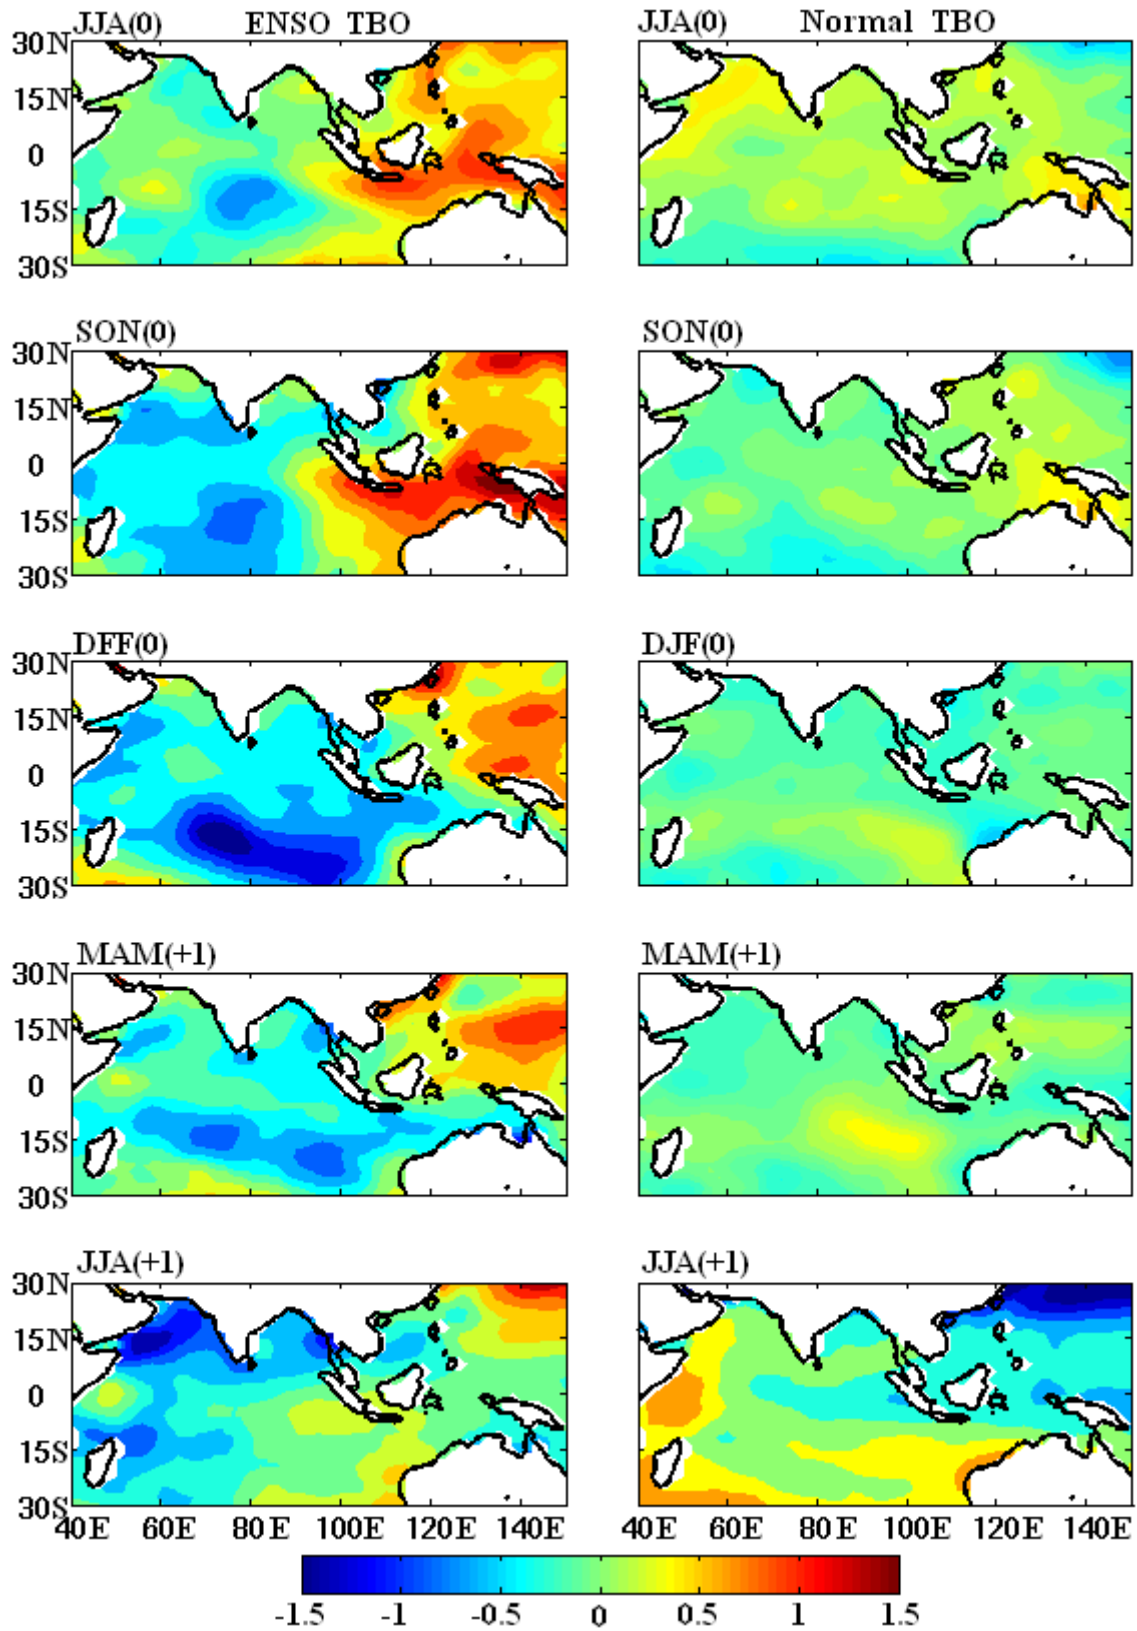 JJA(0) ENSO TBO JJA(0) Normal TBO
30N
15N
0
15S
30S
SON(0) SON(0)
30N
15N
0
15S
30S
DFF(0) DJF(0)
30N
15N
0
15S
30S
MAM(+1) MAM(+1)
30N
15N
0
15S
30S
JJA(+1) JJA(+1)
30N
15N
0
15S
30S
40E 60E 80E 100E 120E 140E 40E 60E 80E 100E 120E 140E
-1.5 -1 -0.5 0 0.5 1 1.5